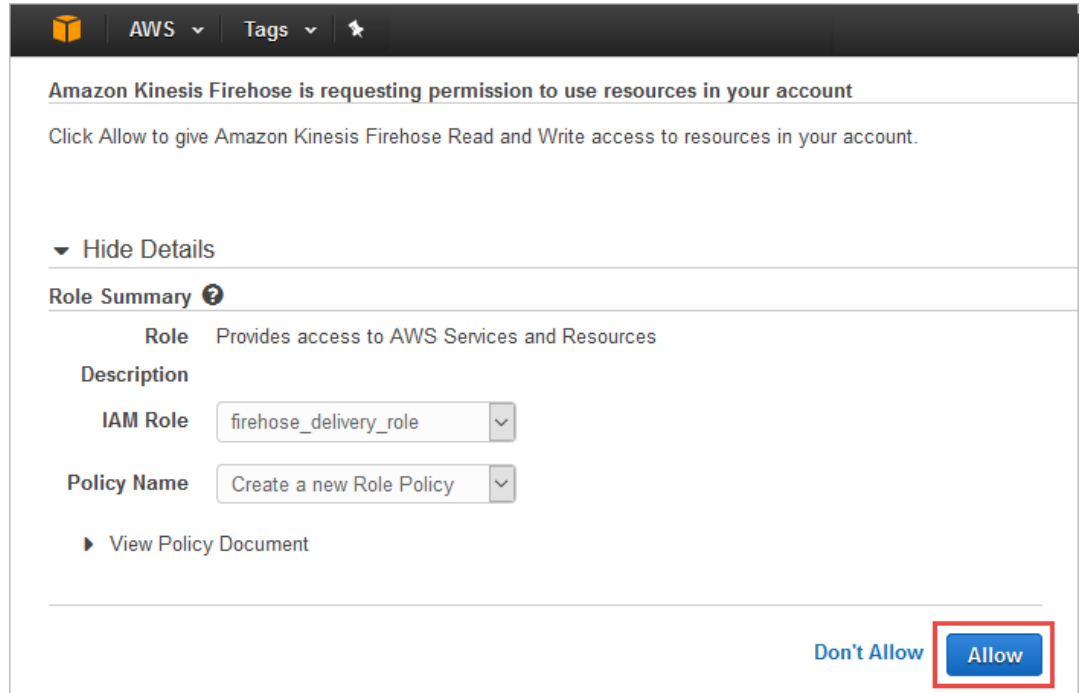 AWS Tags
Amazon Kinesis Firehose is requesting permission to use resources in your account
Click Allow to give Amazon Kinesis Firehose Read and Write access to resources in your account.
Hide Details
Role Summary ?
Role Provides access to AWS Services and Resources
Description
IAM Role firehose_delivery_role
Policy Name Create a new Role Policy
View Policy Document
Don't Allow Allow